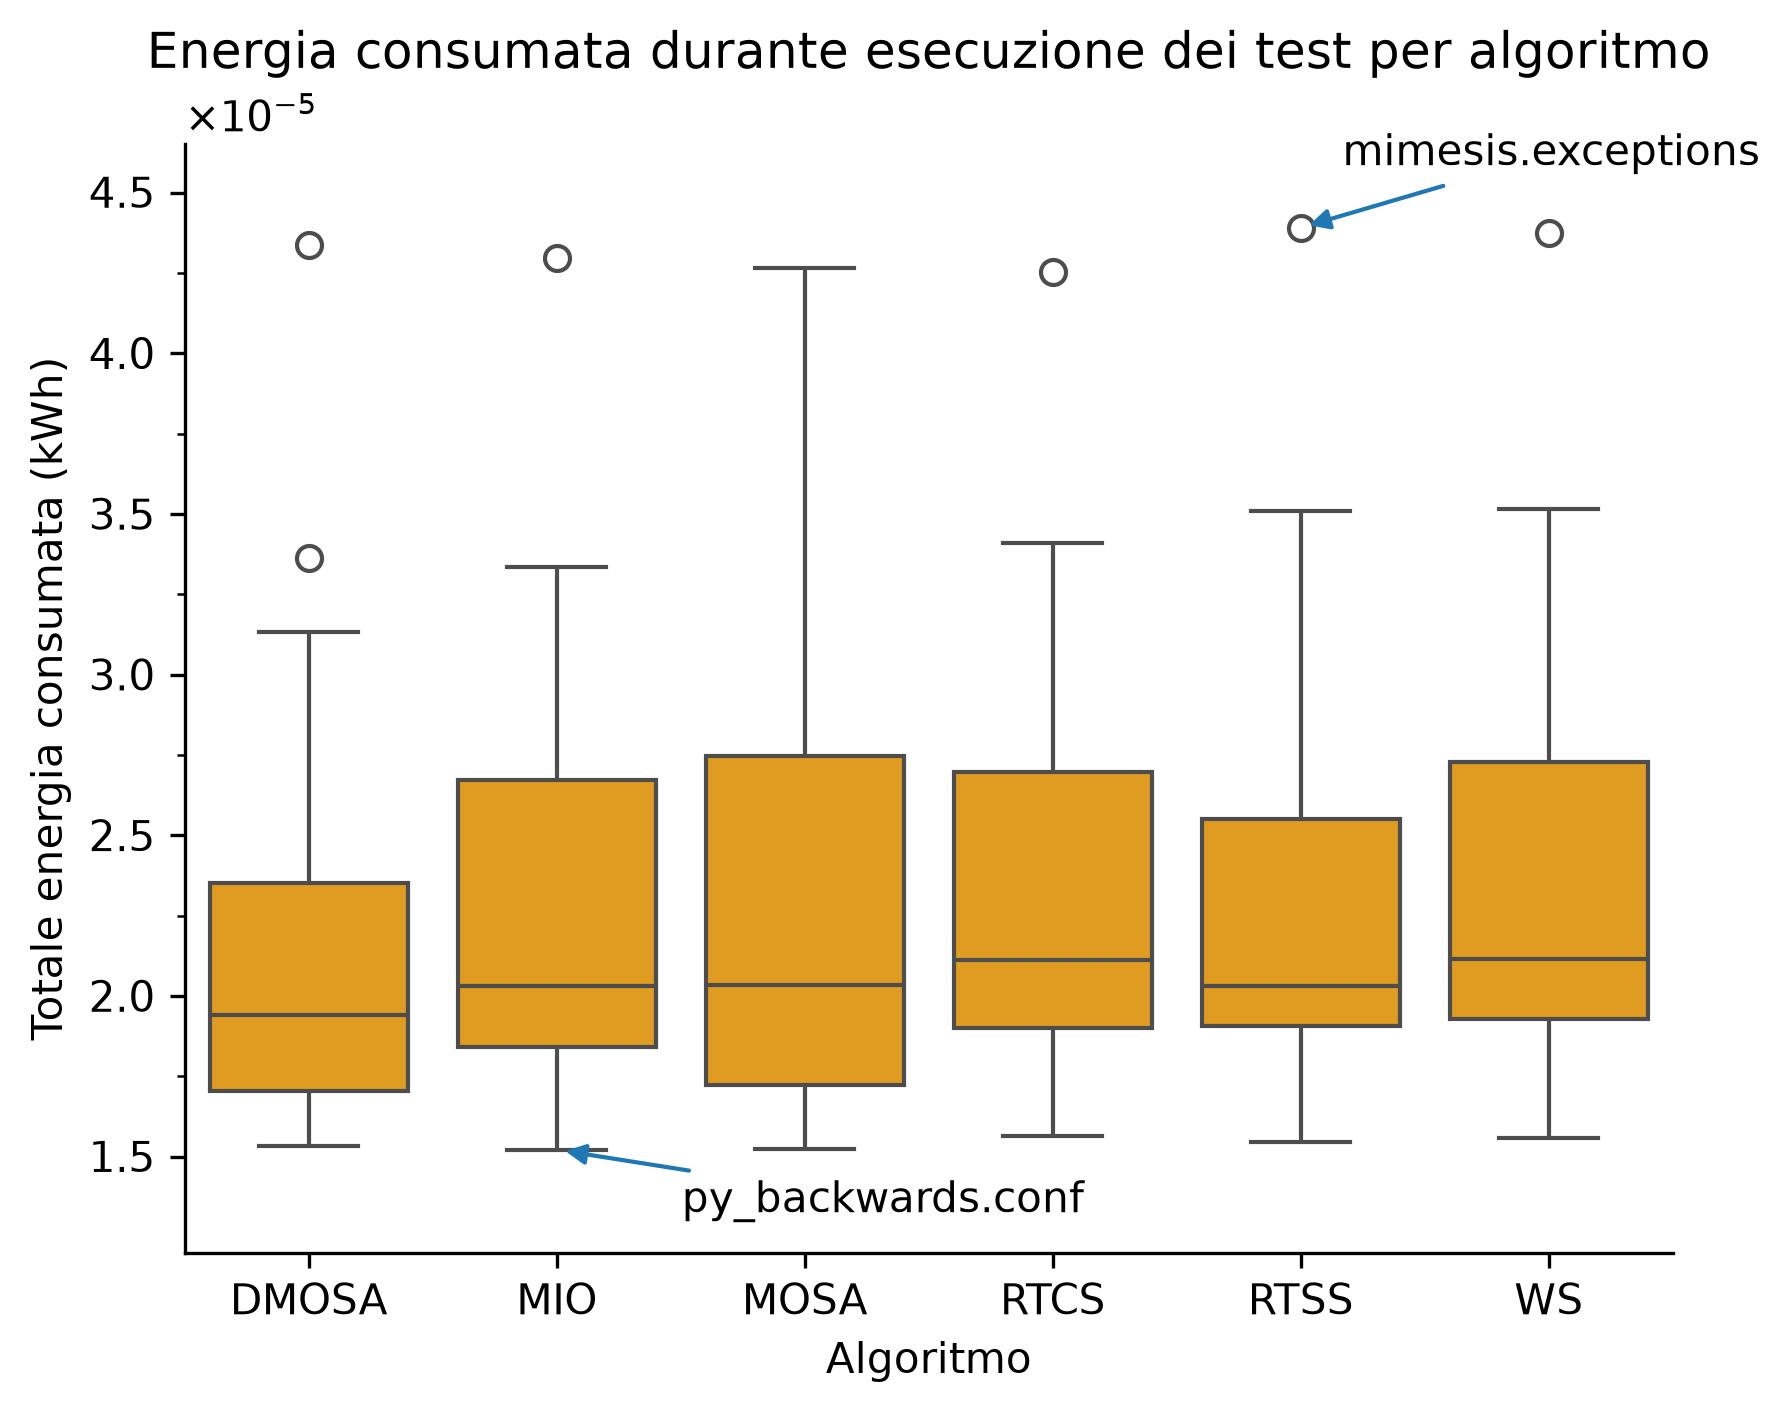 Energia consumata durante esecuzione dei test per algoritmo
×10⁻⁵
mimesis.exceptions
4.5
4.0
3.5
3.0
2.5
2.0
1.5
Totale energia consumata (kWh)
py_backwards.conf
DMOSA MIO MOSA RTCS RTSS WS
Algoritmo